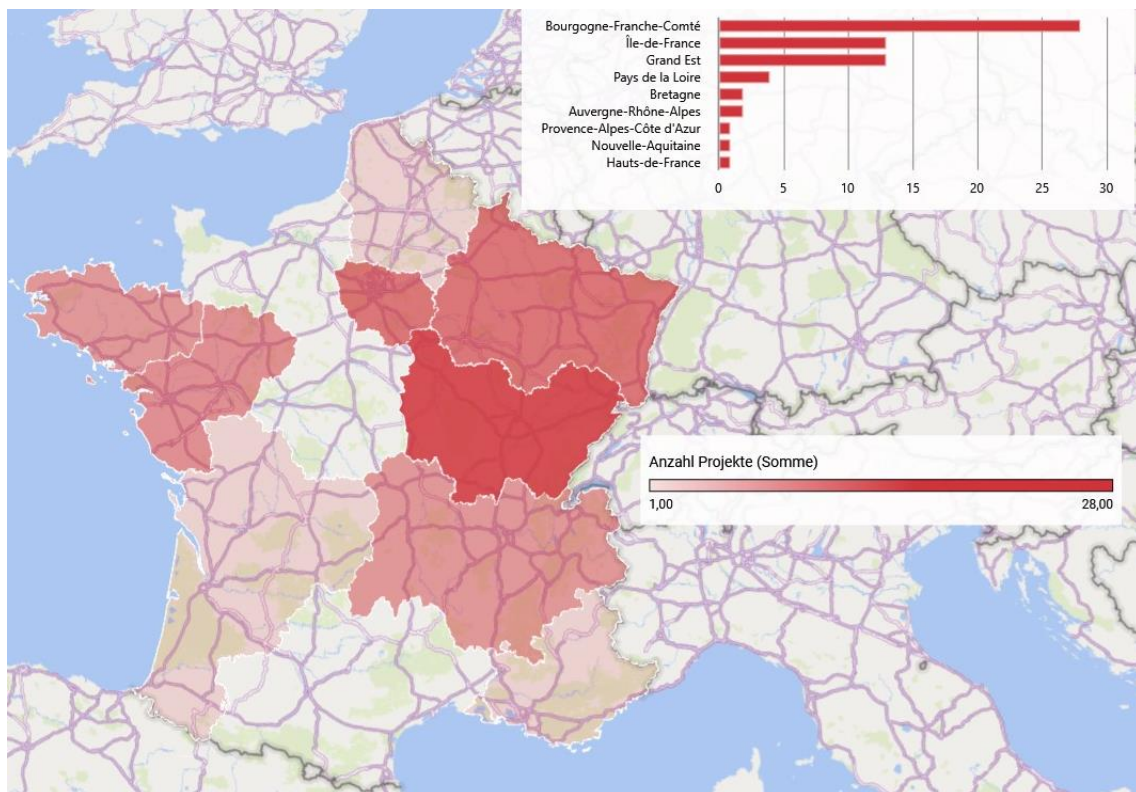 Bourgogne-Franche-Comté
Île-de-France
Grand Est
Pays de la Loire
Bretagne
Auvergne-Rhône-Alpes
Provence-Alpes-Côte d'Azur
Nouvelle-Aquitaine
Hauts-de-France
0 5 10 15 20 25 30
Anzahl Projekte (Somme)
1,00 28,00